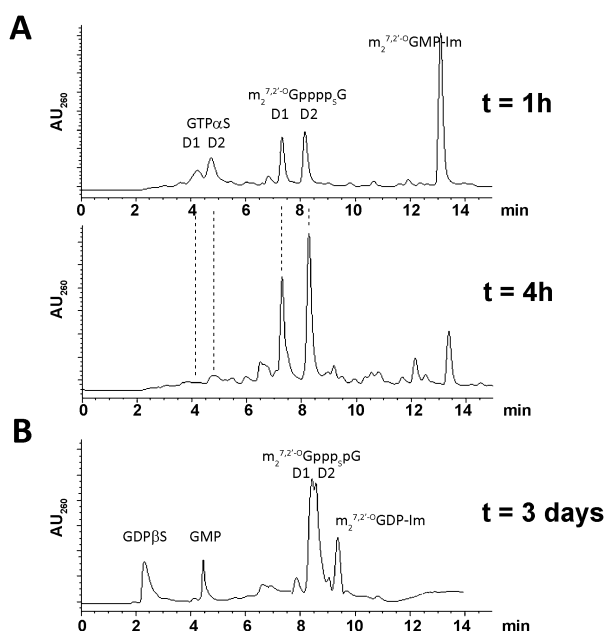 A
m₂⁷,²'⁻ᴼGMP-Im
m₂⁷,²'⁻ᴼGppppₛG
D1 D2
GTPαS
D1 D2
t = 1h
AU₂₆₀
0 2 4 6 8 10 12 14 min
t = 4h
AU₂₆₀
0 2 4 6 8 10 12 14 min
B
m₂⁷,²'⁻ᴼGpppₛpG
D1 D2
m₂⁷,²'⁻ᴼGDP-Im
GDPβS GMP
t = 3 days
AU₂₆₀
0 2 4 6 8 10 12 14 min